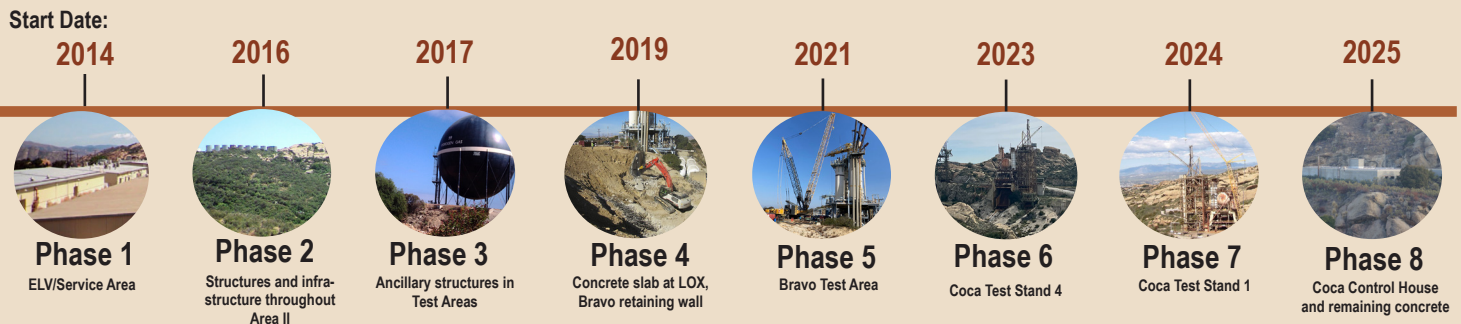 Start Date:
2014
2016
2017
2019
2021
2023
2024
2025
Phase 1
ELV/Service Area
Phase 2
Structures and infra-
structure throughout
Area II
Phase 3
Ancillary structures in
Test Areas
Phase 4
Concrete slab at LOX,
Bravo retaining wall
Phase 5
Bravo Test Area
Phase 6
Coca Test Stand 4
Phase 7
Coca Test Stand 1
Phase 8
Coca Control House
and remaining concrete